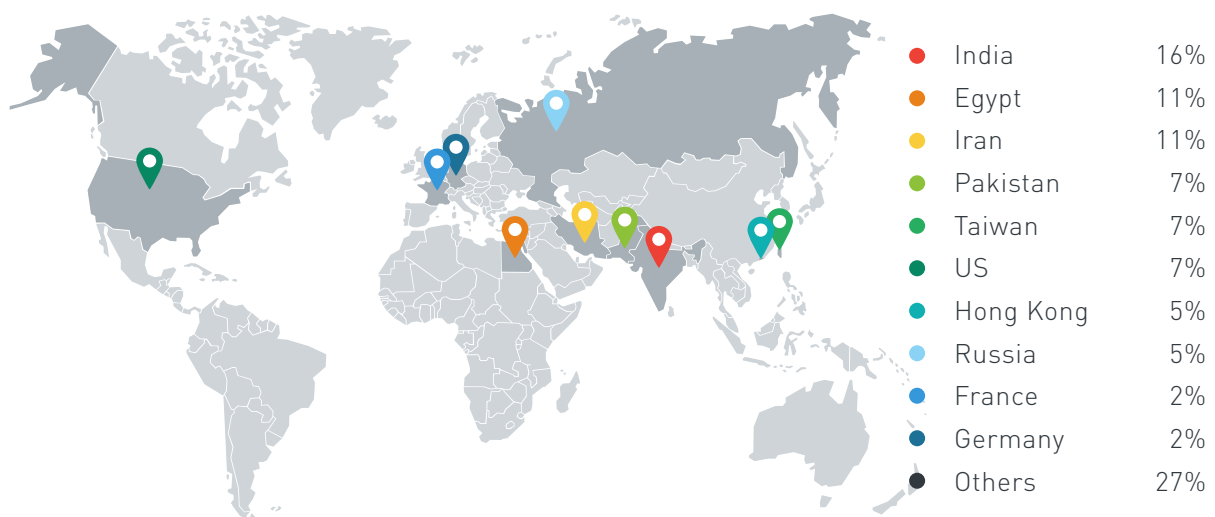 India 16%
Egypt 11%
Iran 11%
Pakistan 7%
Taiwan 7%
US 7%
Hong Kong 5%
Russia 5%
France 2%
Germany 2%
Others 27%